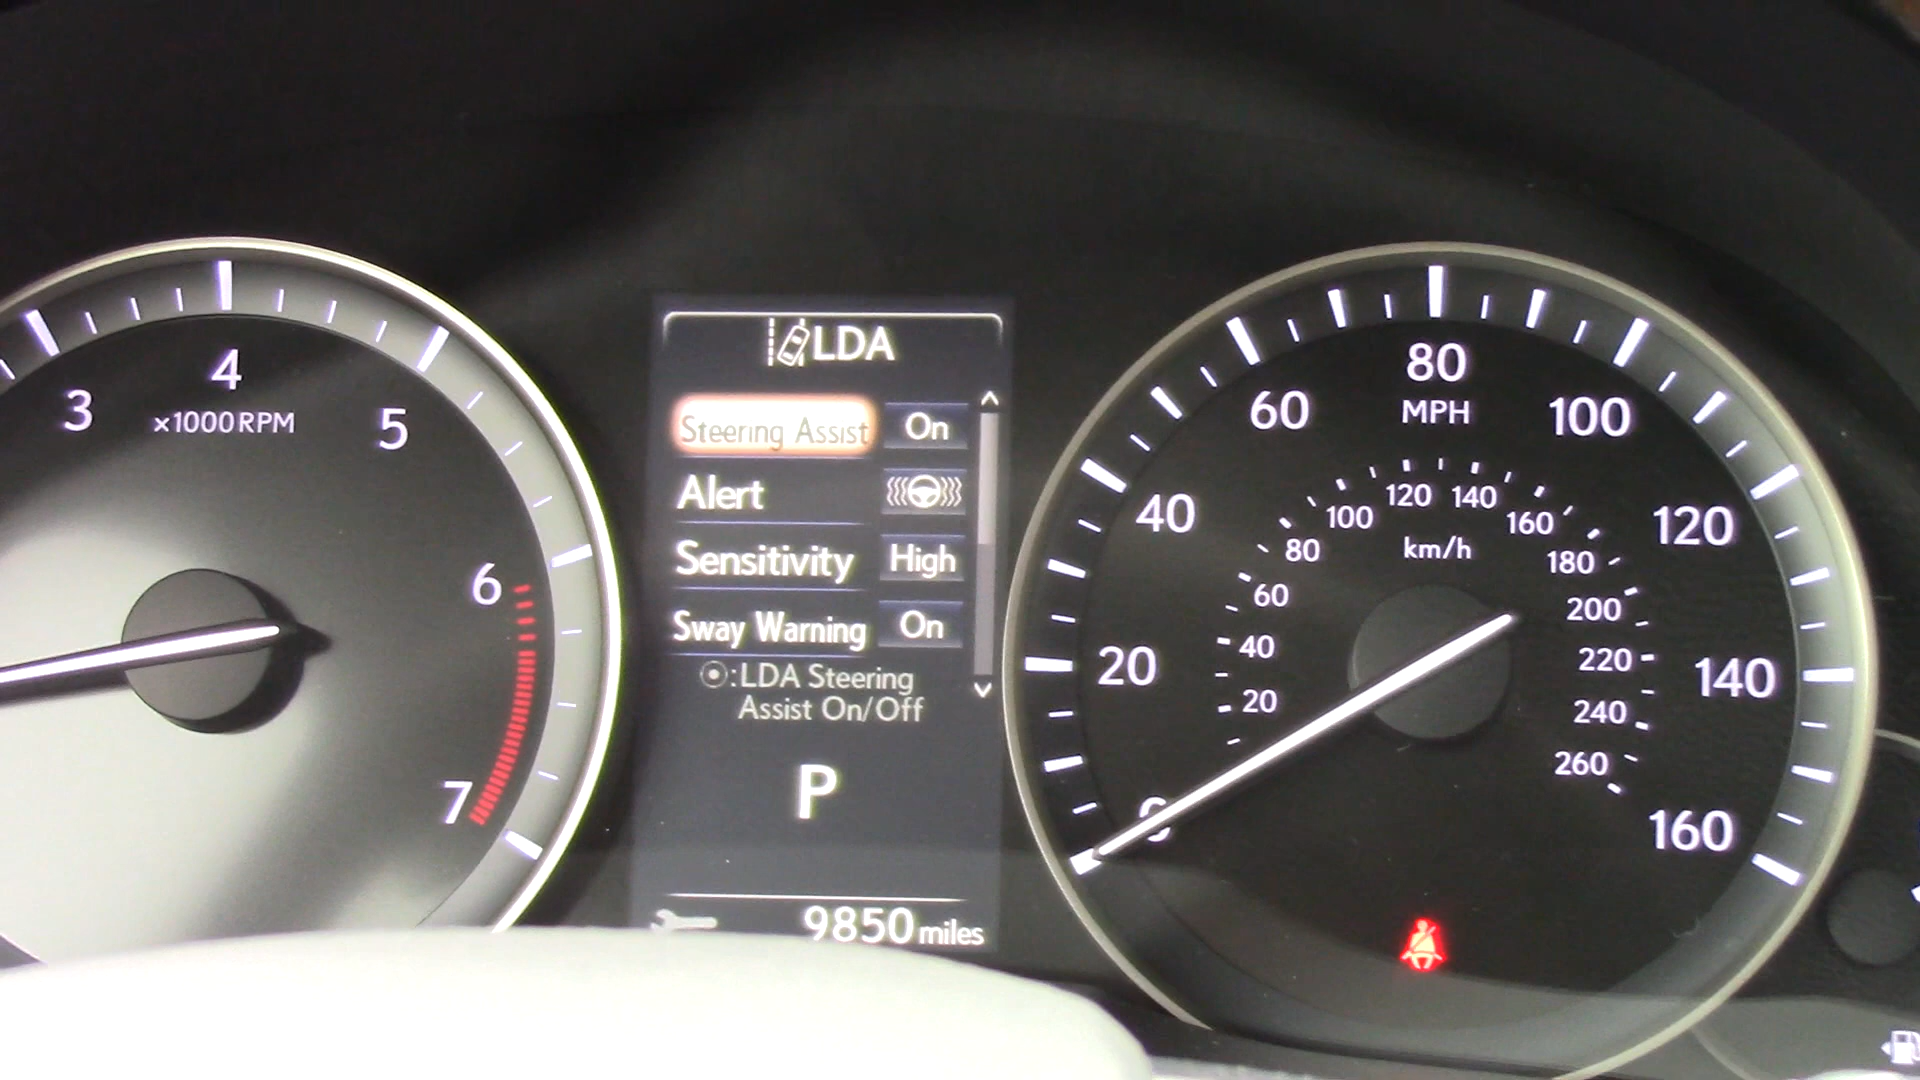 3
4
5
6
7
x1000RPM
LDA
Steering Assist On
Alert
Sensitivity High
Sway Warning On
:LDA Steering
Assist On/Off
P
9850 miles
0
20
40
60
80
100
120
140
160
MPH
20
40
60
80
100
120
140
160
180
200
220
240
260
km/h